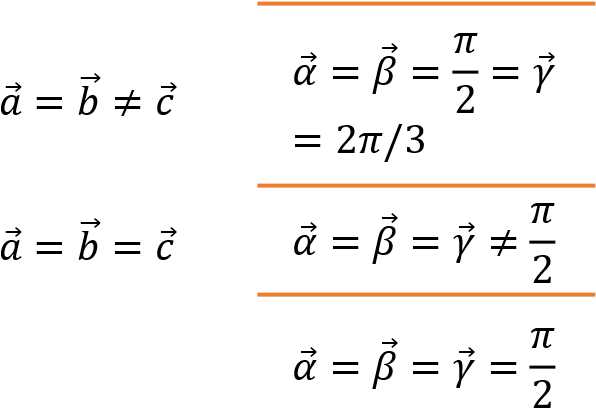 a⃗ = b⃗ ≠ c⃗
α⃗ = β⃗ = π/2 = γ⃗
= 2π/3
a⃗ = b⃗ = c⃗
α⃗ = β⃗ = γ⃗ ≠ π/2
α⃗ = β⃗ = γ⃗ = π/2